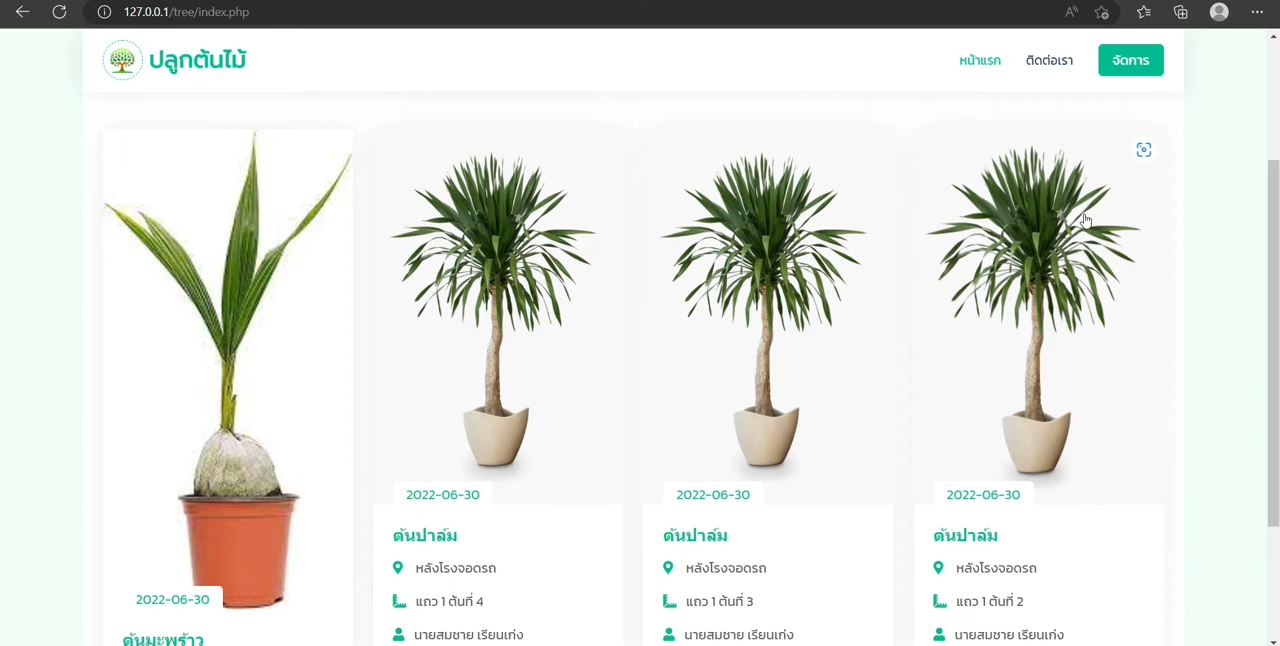 127.0.0.1/tree/index.php
ปลูกต้นไม้
หน้าแรก
ติดต่อเรา
จัดการ
2022-06-30
ต้นมะพร้าว
2022-06-30
ต้นปาล์ม
หลังโรงจอดรถ
แถว 1 ต้นที่ 4
นายสมชาย เรียนเก่ง
2022-06-30
ต้นปาล์ม
หลังโรงจอดรถ
แถว 1 ต้นที่ 3
นายสมชาย เรียนเก่ง
2022-06-30
ต้นปาล์ม
หลังโรงจอดรถ
แถว 1 ต้นที่ 2
นายสมชาย เรียนเก่ง